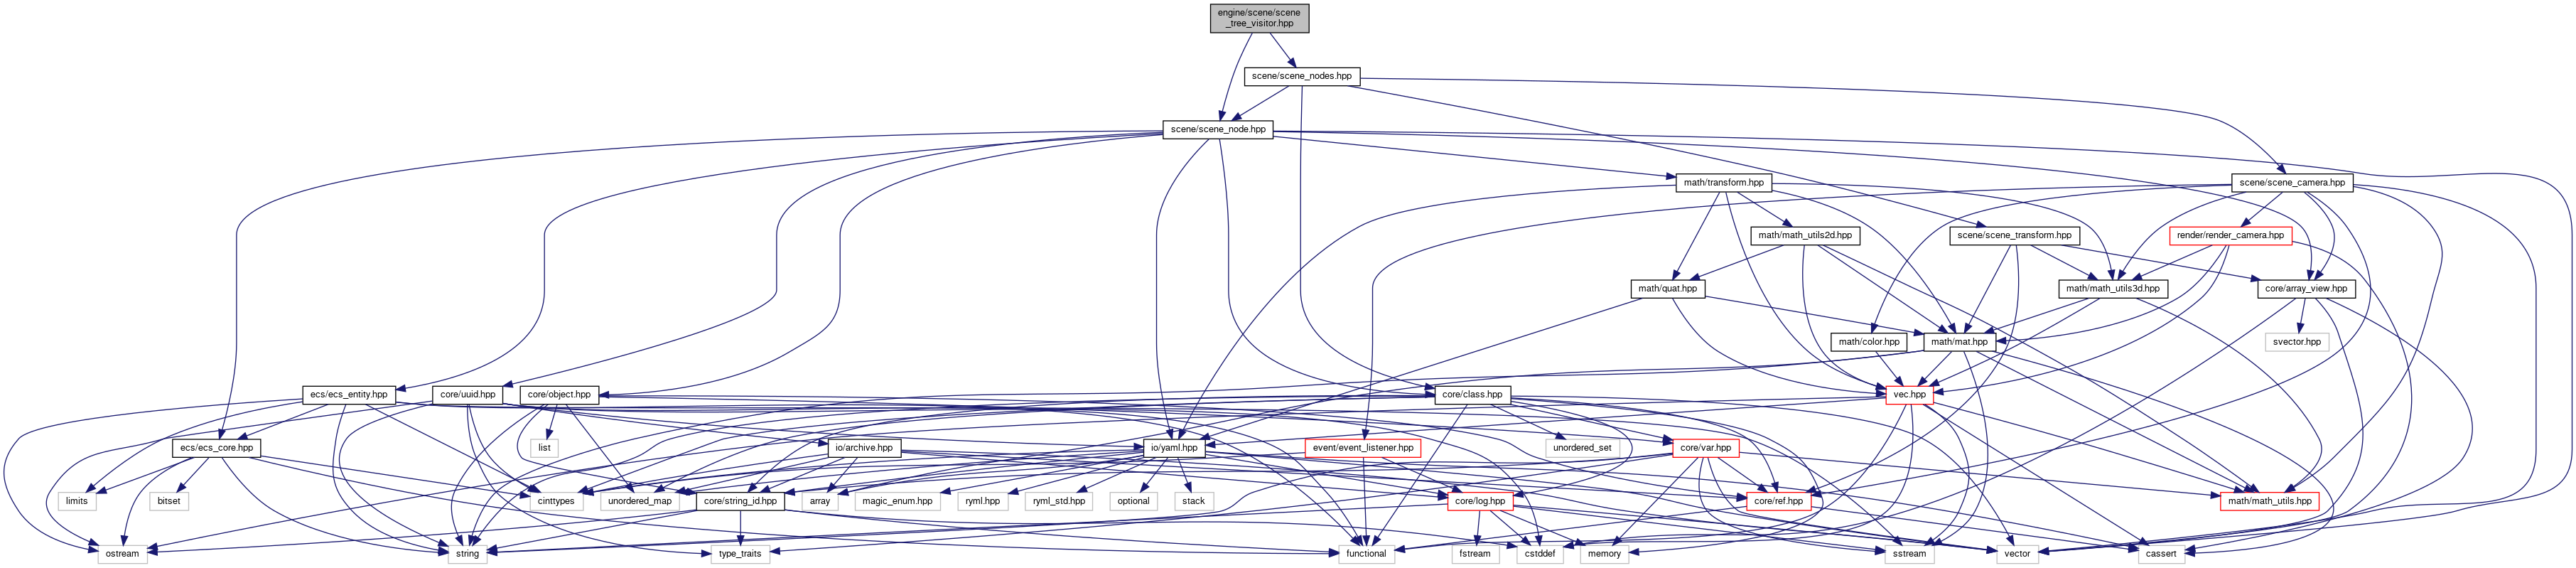 engine/scene/scene
_tree_visitor.hpp
scene/scene_nodes.hpp
scene/scene_node.hpp
math/transform.hpp
scene/scene_camera.hpp
math/math_utils2d.hpp
scene/scene_transform.hpp
render/render_camera.hpp
math/quat.hpp
math/math_utils3d.hpp
core/array_view.hpp
math/color.hpp
math/mat.hpp
svector.hpp
ecs/ecs_entity.hpp
core/uuid.hpp
core/object.hpp
core/class.hpp
vec.hpp
ecs/ecs_core.hpp
list
io/archive.hpp
io/yaml.hpp
event/event_listener.hpp
unordered_set
core/var.hpp
limits
bitset
cinttypes
unordered_map
core/string_id.hpp
array
magic_enum.hpp
ryml.hpp
ryml_std.hpp
optional
stack
core/log.hpp
core/ref.hpp
math/math_utils.hpp
ostream
string
type_traits
cstddef
functional
fstream
memory
sstream
vector
cassert